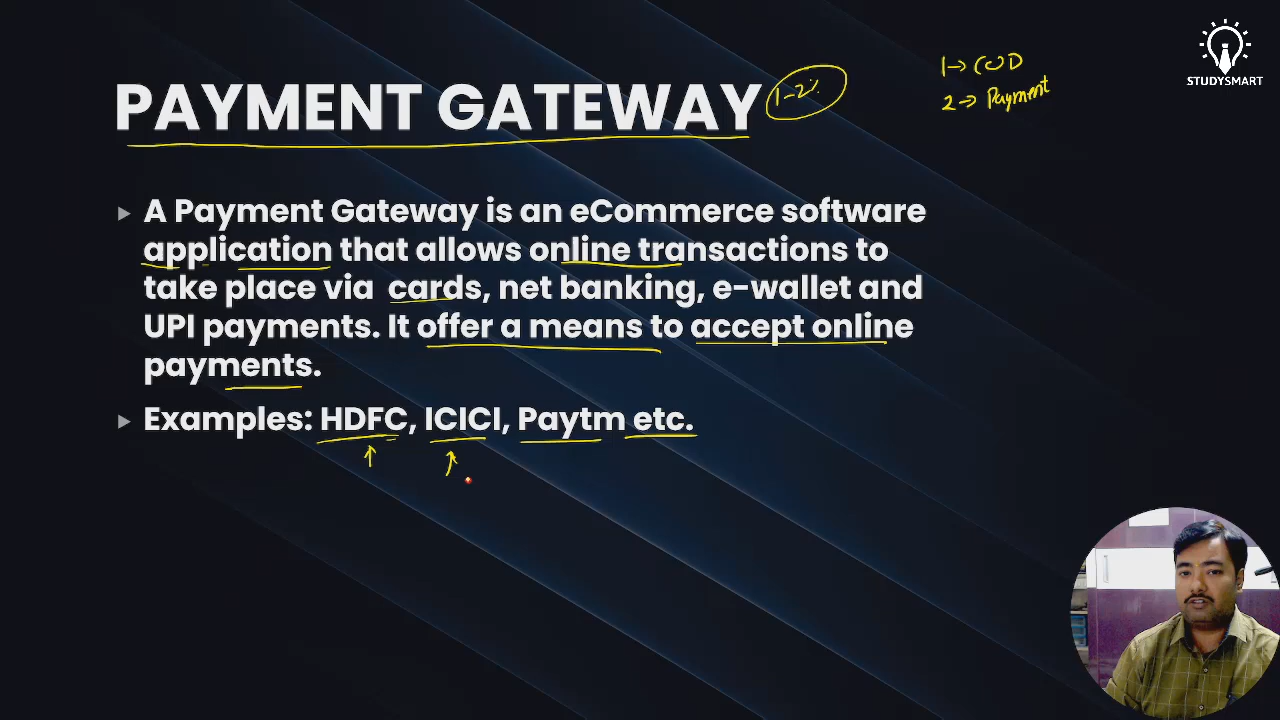 PAYMENT GATEWAY
1-2%
1→ COD
2→ Payment
STUDYSMART
A Payment Gateway is an eCommerce software
application that allows online transactions to
take place via cards, net banking, e-wallet and
UPI payments. It offer a means to accept online
payments.
Examples: HDFC, ICICI, Paytm etc.